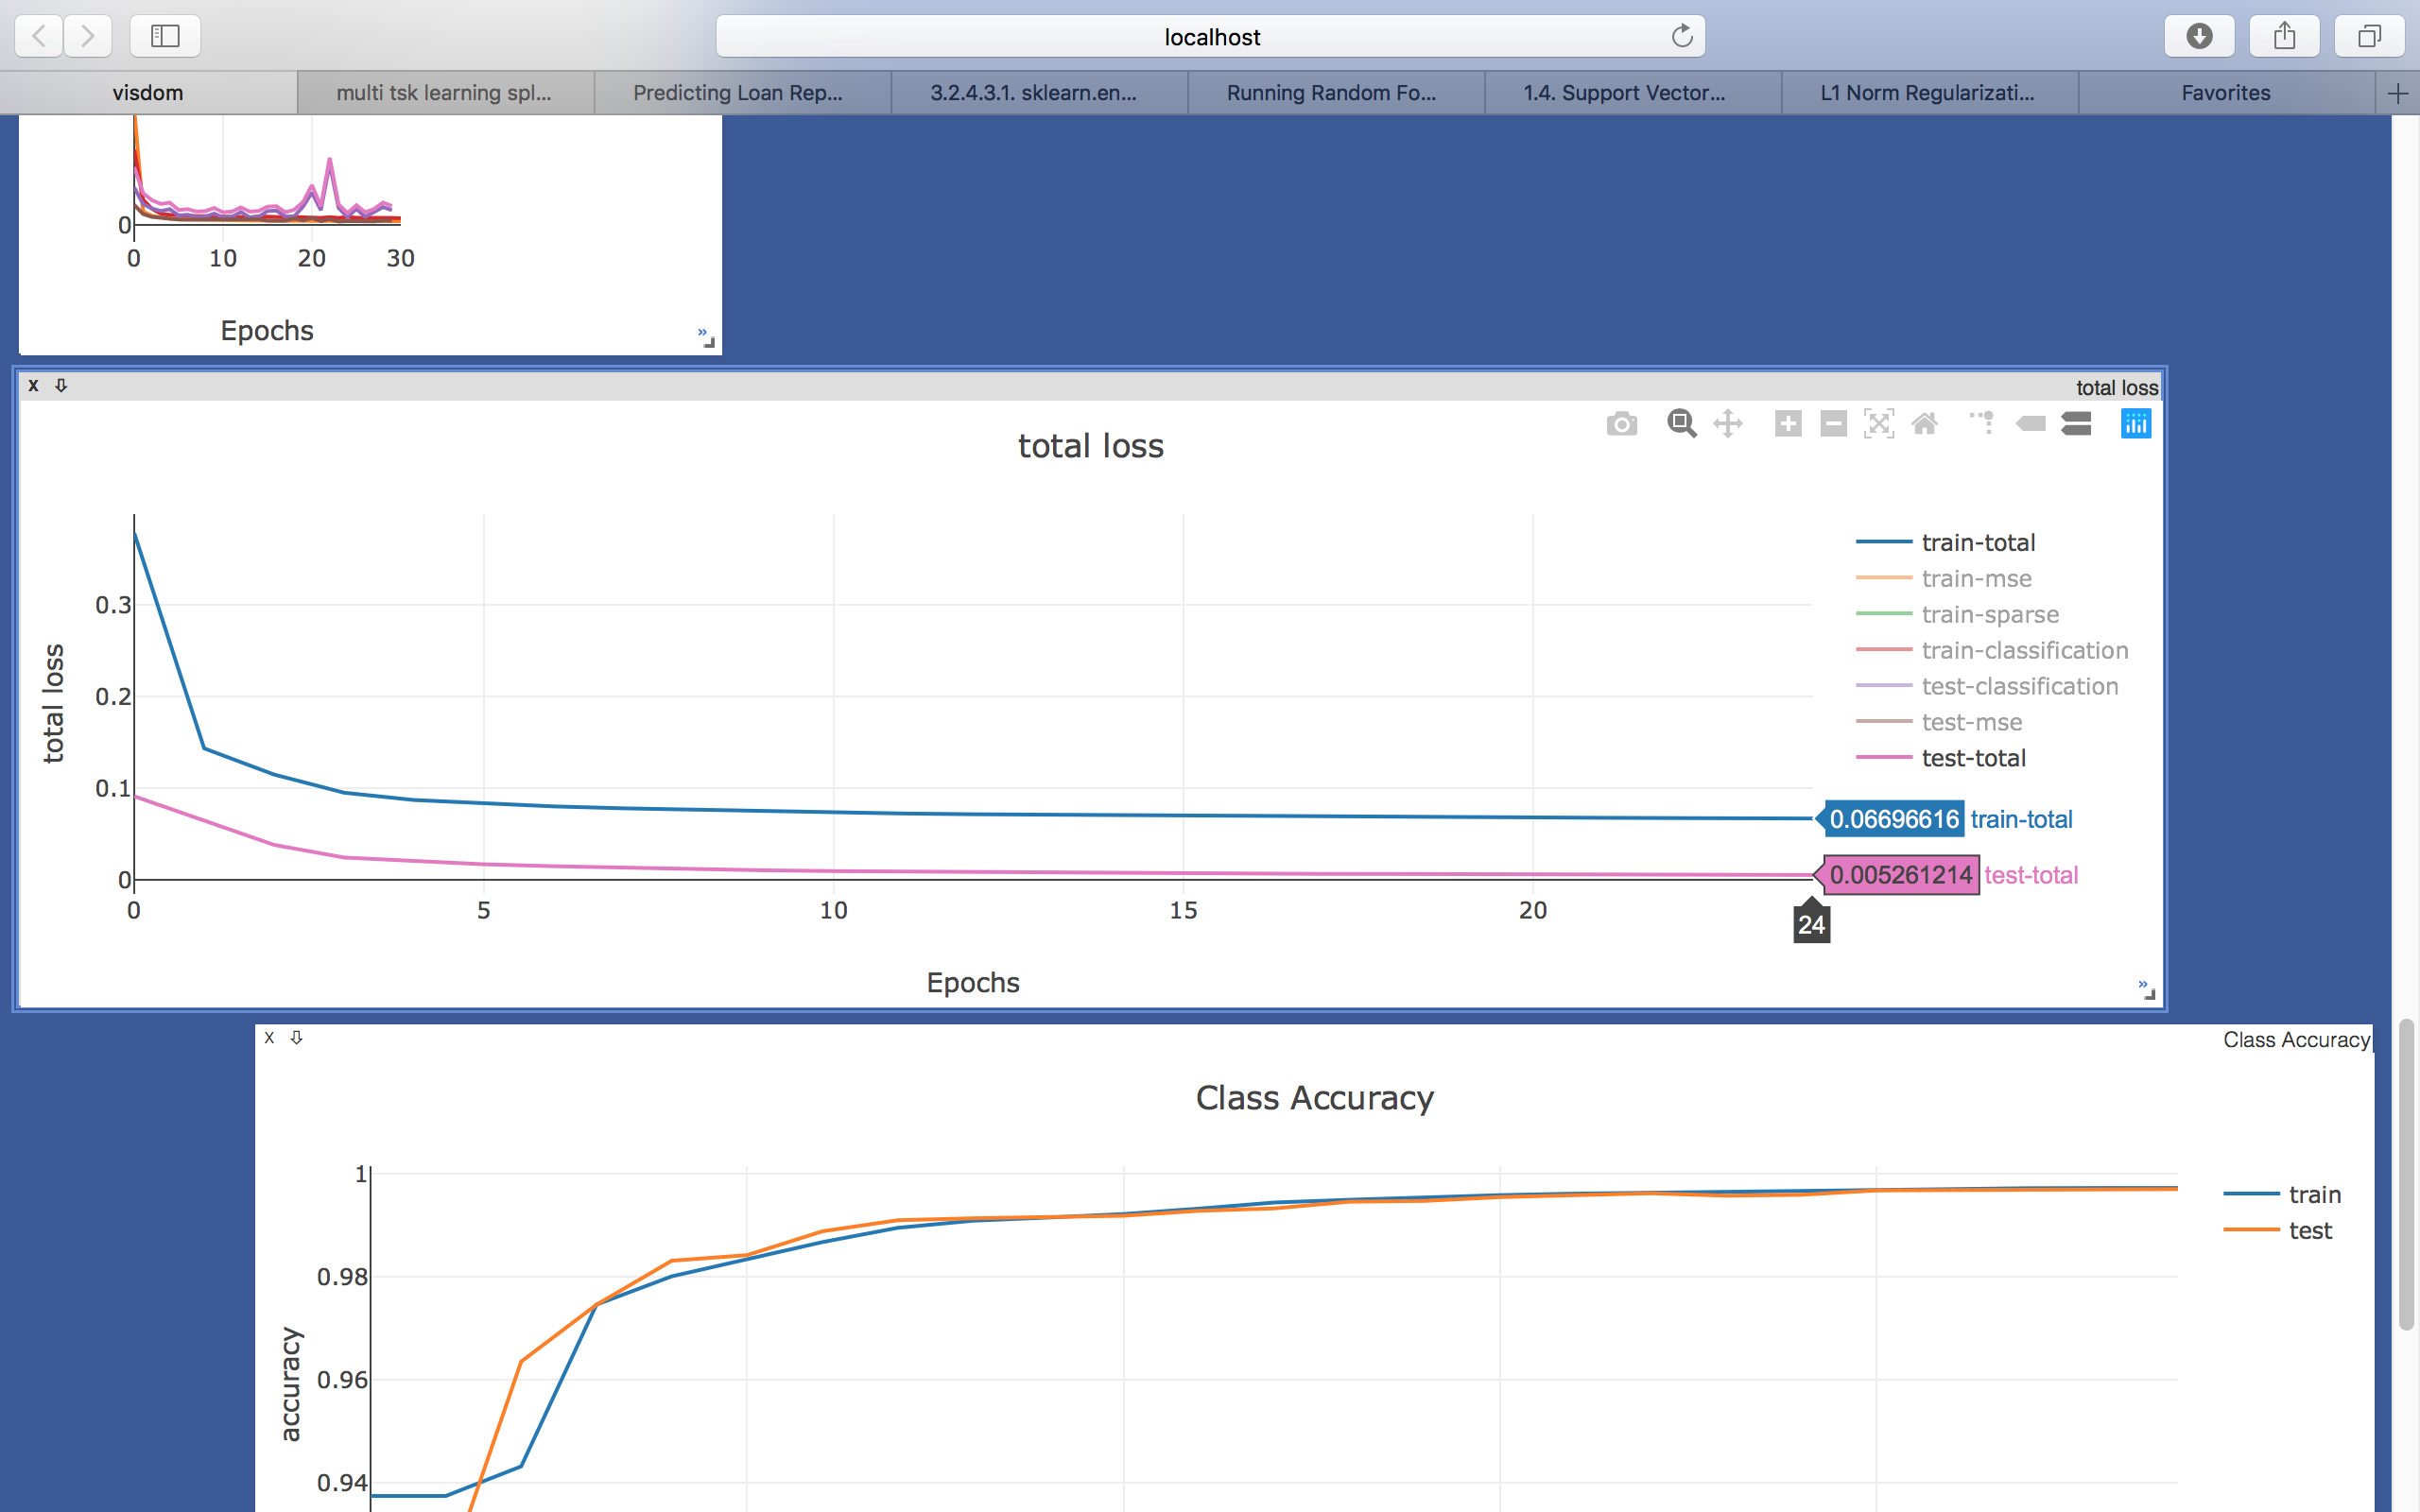 localhost
visdom
multi tsk learning spl...
Predicting Loan Rep...
3.2.4.3.1. sklearn.en...
Running Random Fo...
1.4. Support Vector...
L1 Norm Regularizati...
Favorites
0
0 10 20 30
Epochs
»
X ⇩ total loss
total loss
total loss
0.3
0.2
0.1
0
0 5 10 15 20
24
Epochs
train-total
train-mse
train-sparse
train-classification
test-classification
test-mse
test-total
0.06696616 train-total
0.005261214 test-total
»
X ⇩ Class Accuracy
Class Accuracy
accuracy
1
0.98
0.96
0.94
train
test